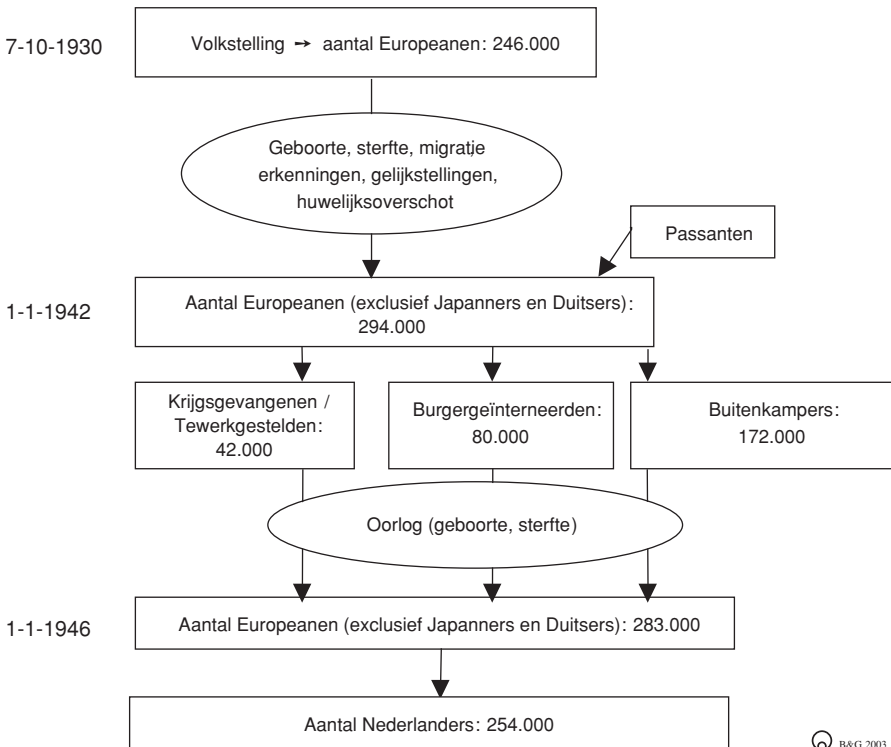 7-10-1930
Volkstelling → aantal Europeanen: 246.000
Geboorte, sterfte, migratie
erkenningen, gelijkstellingen,
huwelijksoverschot
Passanten
1-1-1942
Aantal Europeanen (exclusief Japanners en Duitsers):
294.000
Krijgsgevangenen /
Tewerkgestelden:
42.000
Burgergeïnterneerden:
80.000
Buitenkampers:
172.000
Oorlog (geboorte, sterfte)
1-1-1946
Aantal Europeanen (exclusief Japanners en Duitsers): 283.000
Aantal Nederlanders: 254.000
B&G 2003